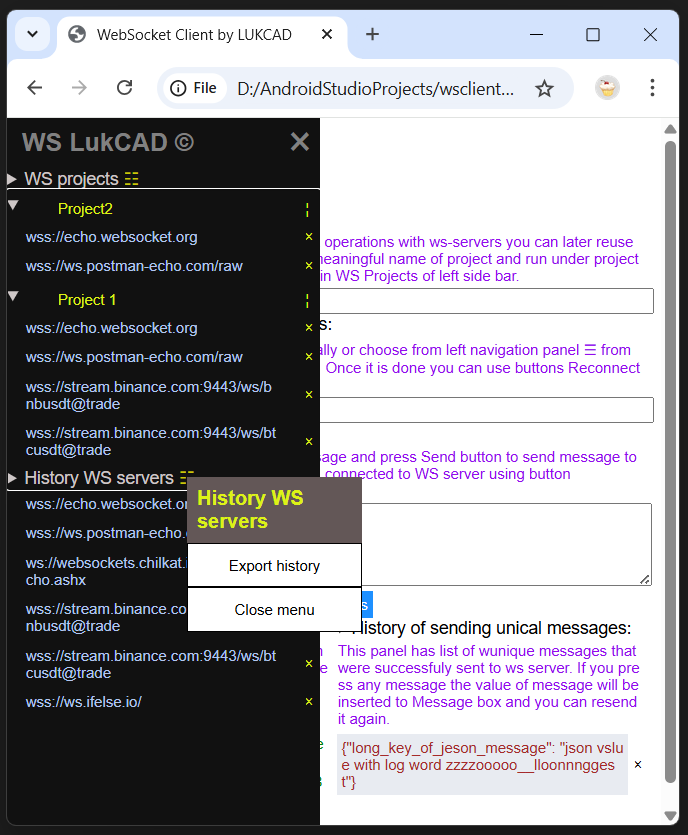 WebSocket Client by LUKCAD
File
D:/AndroidStudioProjects/wsclient...
WS LukCAD ©
WS projects ☷
Project2
wss://echo.websocket.org ×
wss://ws.postman-echo.com/raw ×
Project 1
wss://echo.websocket.org ×
wss://ws.postman-echo.com/raw ×
wss://stream.binance.com:9443/ws/b
nbusdt@trade ×
wss://stream.binance.com:9443/ws/bt
cusdt@trade ×
History WS servers ☷
wss://echo.websocket.or
wss://ws.postman-echo.
ws://websockets.chilkat.
cho.ashx
wss://stream.binance.co
nbusdt@trade
wss://stream.binance.com:9443/ws/bt
cusdt@trade ×
wss://ws.ifelse.io/ ×
History WS
servers
Export history
Close menu
operations with ws-servers you can later reuse
meaningful name of project and run under project
in WS Projects of left side bar.
s:
ally or choose from left navigation panel ☰ from
Once it is done you can use buttons Reconnect
sage and press Send button to send message to
connected to WS server using button
s
History of sending unical messages:
This panel has list of wunique messages that
were successfuly sent to ws server. If you pre
ss any message the value of message will be
inserted to Message box and you can resend
it again.
{"long_key_of_jeson_message": "json vslu
e with log word zzzzooooo__lloonnngges
t"} ×